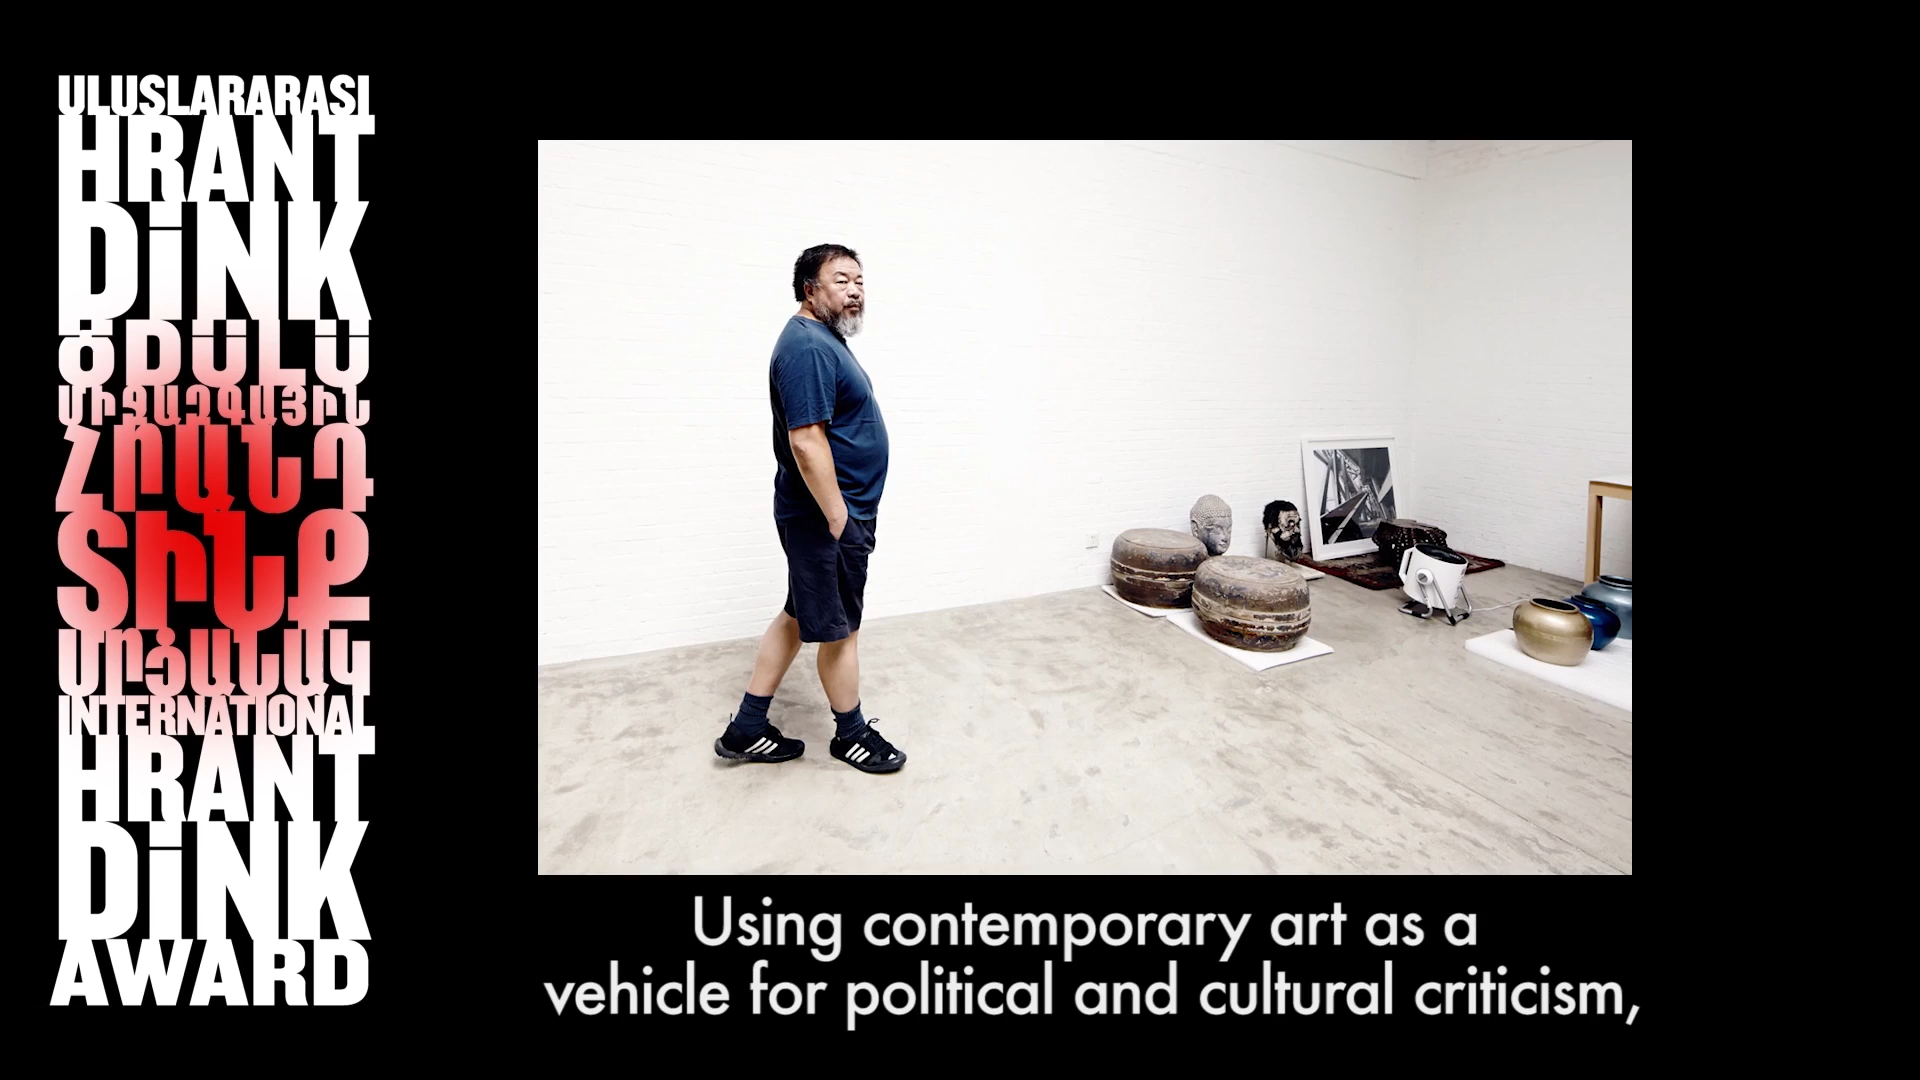 ULUSLARARASI
HRANT
DİNK
ÖDÜLÜ
ՄԻՋԱԶԳԱՅԻՆ
ՀՐԱՆԴ
ՏԻՆՔ
ՄՐՑԱՆԱԿ
INTERNATIONAL
HRANT
DİNK
AWARD
Using contemporary art as a
vehicle for political and cultural criticism,